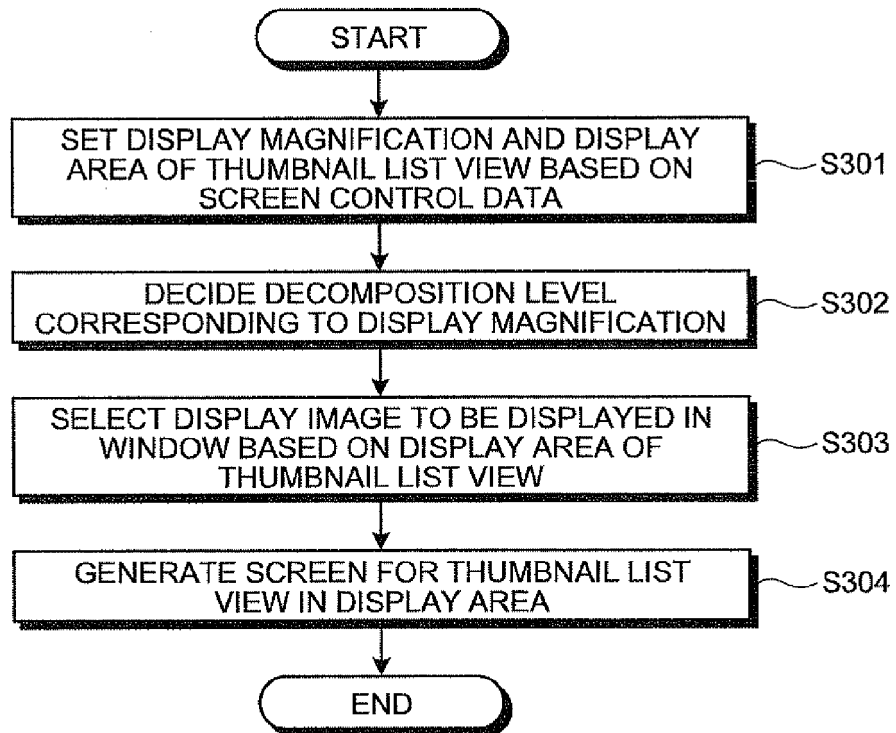 START
SET DISPLAY MAGNIFICATION AND DISPLAY
AREA OF THUMBNAIL LIST VIEW BASED ON
SCREEN CONTROL DATA
S301
DECIDE DECOMPOSITION LEVEL
CORRESPONDING TO DISPLAY MAGNIFICATION
S302
SELECT DISPLAY IMAGE TO BE DISPLAYED IN
WINDOW BASED ON DISPLAY AREA OF
THUMBNAIL LIST VIEW
S303
GENERATE SCREEN FOR THUMBNAIL LIST
VIEW IN DISPLAY AREA
S304
END